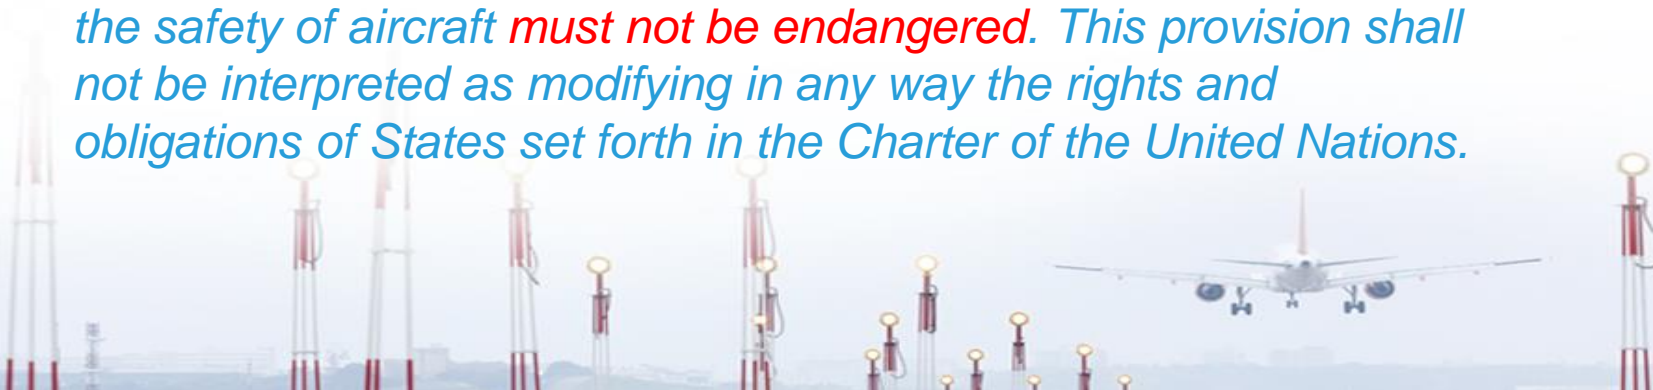 the safety of aircraft must not be endangered. This provision shall
not be interpreted as modifying in any way the rights and
obligations of States set forth in the Charter of the United Nations.